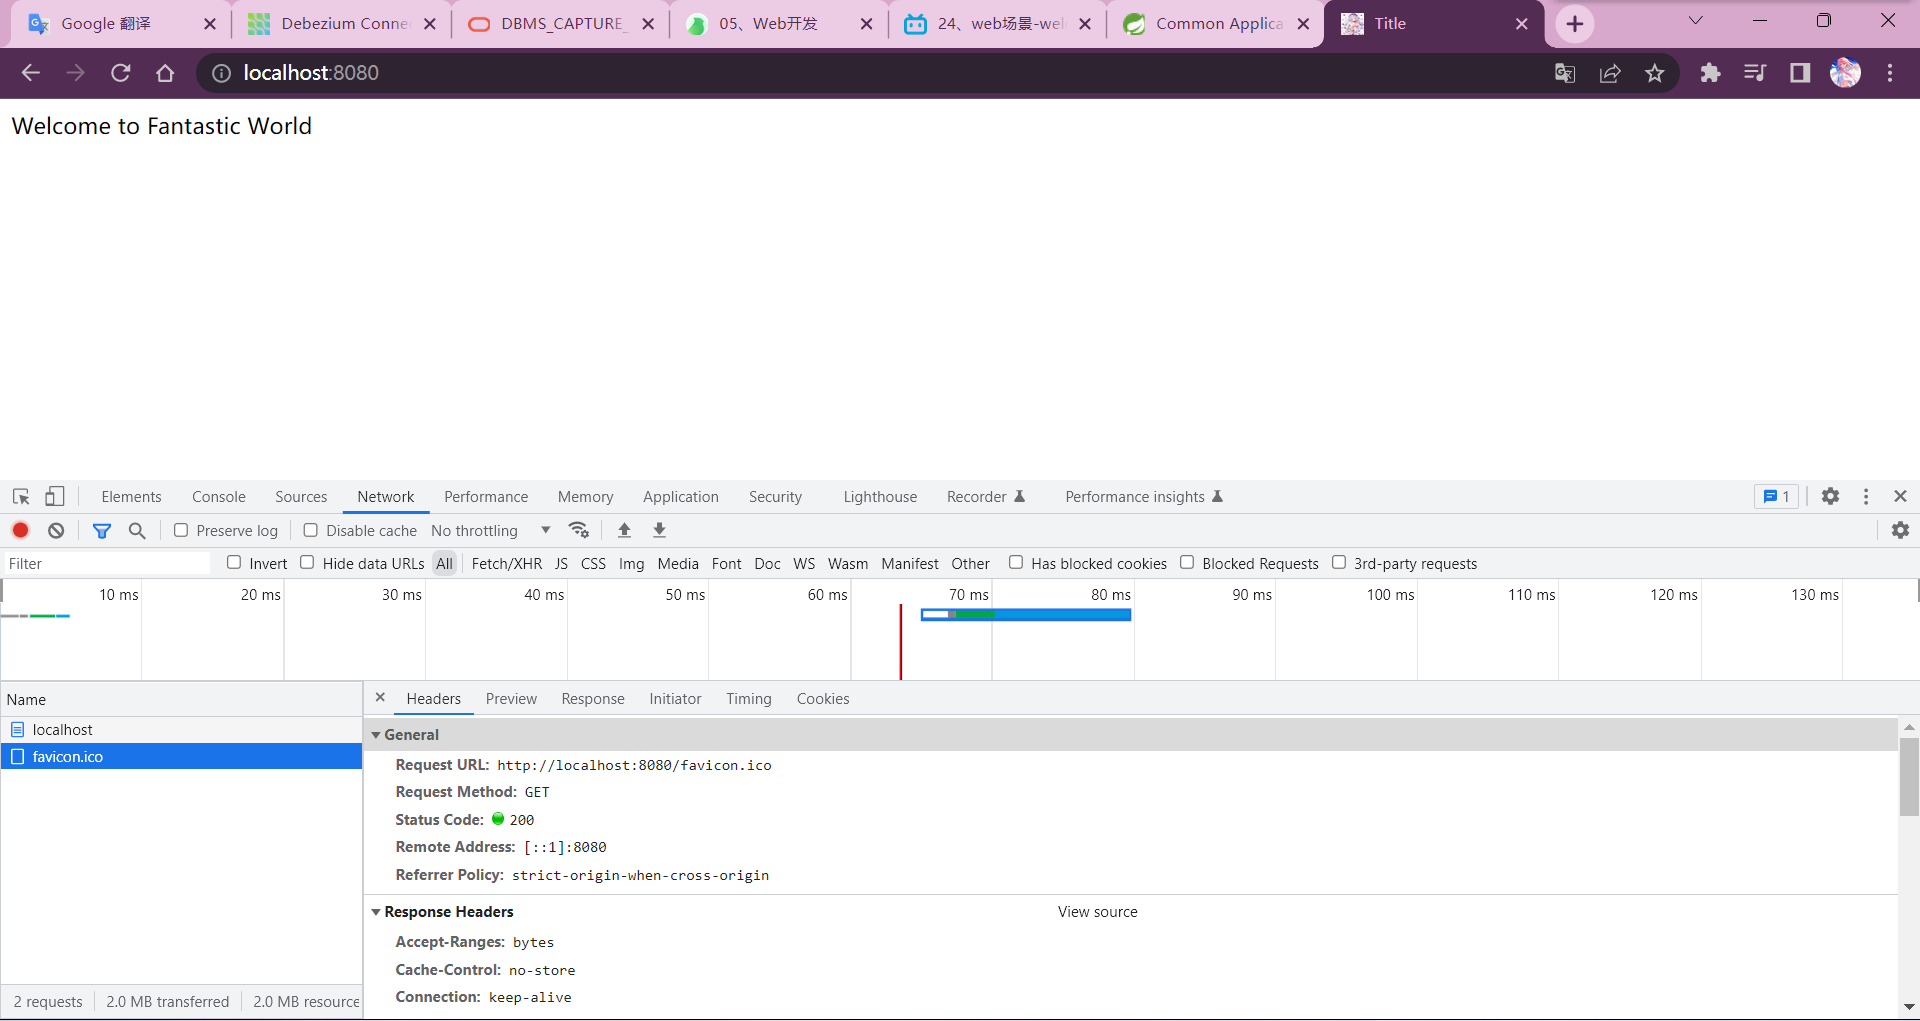 Google 翻译
Debezium Conne
DBMS_CAPTURE_
05、Web开发
24、web场景-wel
Common Applica
Title
localhost:8080
Welcome to Fantastic World
Elements Console Sources Network Performance Memory Application Security Lighthouse Recorder Performance insights 1
Preserve log Disable cache No throttling
Filter Invert Hide data URLs All Fetch/XHR JS CSS Img Media Font Doc WS Wasm Manifest Other Has blocked cookies Blocked Requests 3rd-party requests
10 ms 20 ms 30 ms 40 ms 50 ms 60 ms 70 ms 80 ms 90 ms 100 ms 110 ms 120 ms 130 ms
Name
localhost
favicon.ico
2 requests 2.0 MB transferred 2.0 MB resource
Headers Preview Response Initiator Timing Cookies
General
Request URL: http://localhost:8080/favicon.ico
Request Method: GET
Status Code: 200
Remote Address: [::1]:8080
Referrer Policy: strict-origin-when-cross-origin
Response Headers View source
Accept-Ranges: bytes
Cache-Control: no-store
Connection: keep-alive